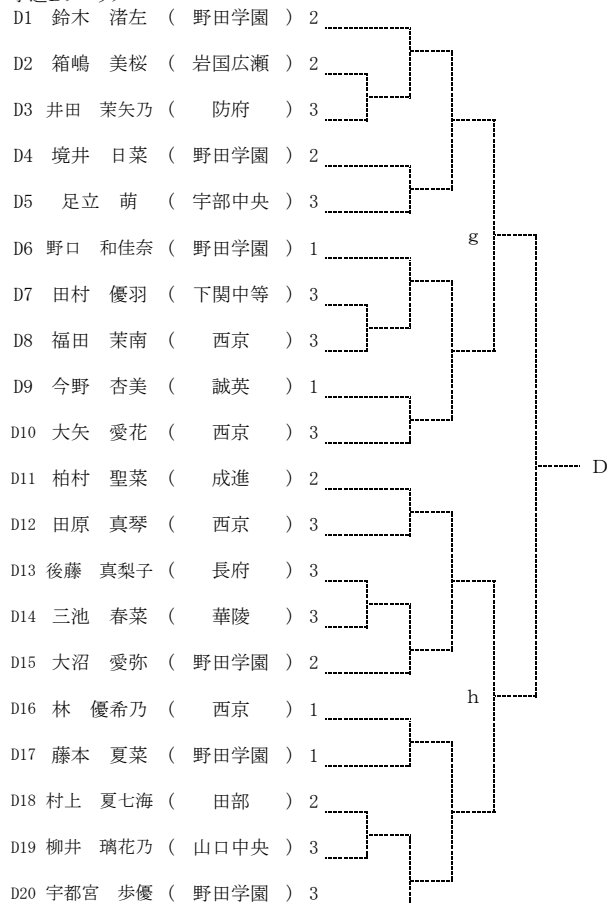 D1 鈴木 渚左 ( 野田学園 ) 2
D2 箱嶋 美桜 ( 岩国広瀬 ) 2
D3 井田 茉矢乃 ( 防府 ) 3
D4 境井 日菜 ( 野田学園 ) 2
D5 足立 萌 ( 宇部中央 ) 3
D6 野口 和佳奈 ( 野田学園 ) 1
g
D7 田村 優羽 ( 下関中等 ) 3
D8 福田 茉南 ( 西京 ) 3
D9 今野 杏美 ( 誠英 ) 1
D10 大矢 愛花 ( 西京 ) 3
D
D11 柏村 聖菜 ( 成進 ) 2
D12 田原 真琴 ( 西京 ) 3
D13 後藤 真梨子 ( 長府 ) 3
D14 三池 春菜 ( 華陵 ) 3
D15 大沼 愛弥 ( 野田学園 ) 2
h
D16 林 優希乃 ( 西京 ) 1
D17 藤本 夏菜 ( 野田学園 ) 1
D18 村上 夏七海 ( 田部 ) 2
D19 柳井 璃花乃 ( 山口中央 ) 3
D20 宇都宮 歩優 ( 野田学園 ) 3